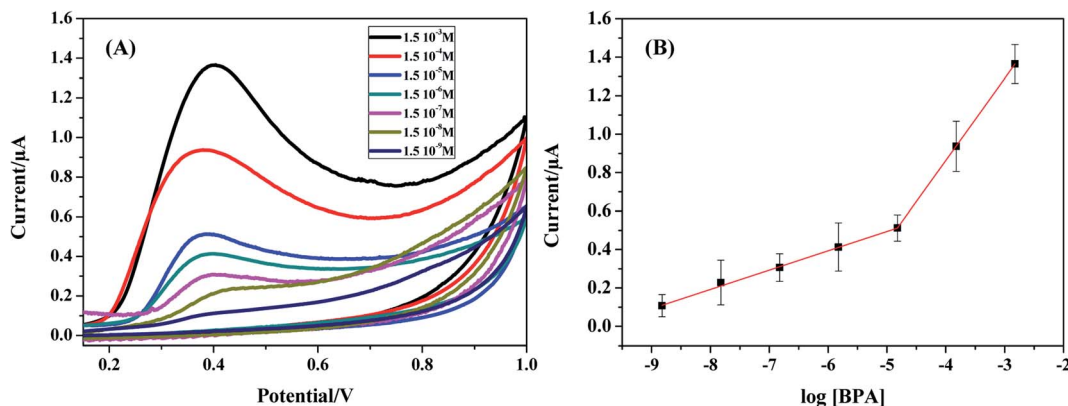 (A)
1.5 10⁻³M
1.5 10⁻⁴M
1.5 10⁻⁵M
1.5 10⁻⁶M
1.5 10⁻⁷M
1.5 10⁻⁸M
1.5 10⁻⁹M
Current/µA
1.6
1.4
1.2
1.0
0.8
0.6
0.4
0.2
0.0
0.2 0.4 0.6 0.8 1.0
Potential/V
(B)
Current/µA
1.6
1.4
1.2
1.0
0.8
0.6
0.4
0.2
0.0
-9 -8 -7 -6 -5 -4 -3 -2
log [BPA]